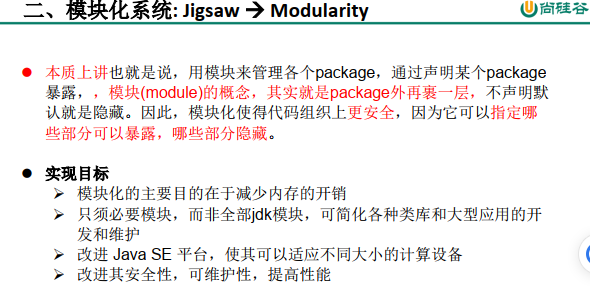 二、模块化系统: Jigsaw → Modularity
尚硅谷
● 本质上讲也就是说，用模块来管理各个package，通过声明某个package
暴露，，模块(module)的概念，其实就是package外再裹一层，不声明默
认就是隐藏。因此，模块化使得代码组织上更安全，因为它可以指定哪
些部分可以暴露，哪些部分隐藏。
● 实现目标
➢ 模块化的主要目的在于减少内存的开销
➢ 只须必要模块，而非全部jdk模块，可简化各种类库和大型应用的开
发和维护
➢ 改进 Java SE 平台，使其可以适应不同大小的计算设备
➢ 改进其安全性，可维护性，提高性能